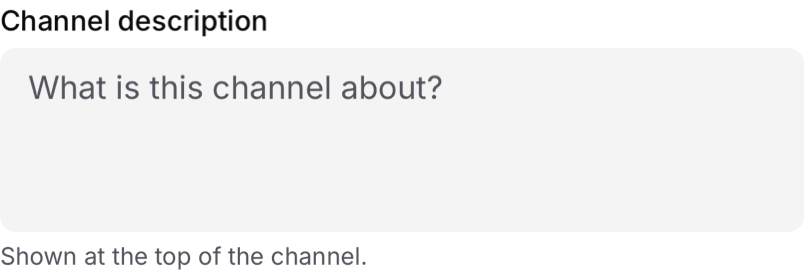 Channel description
What is this channel about?
Shown at the top of the channel.